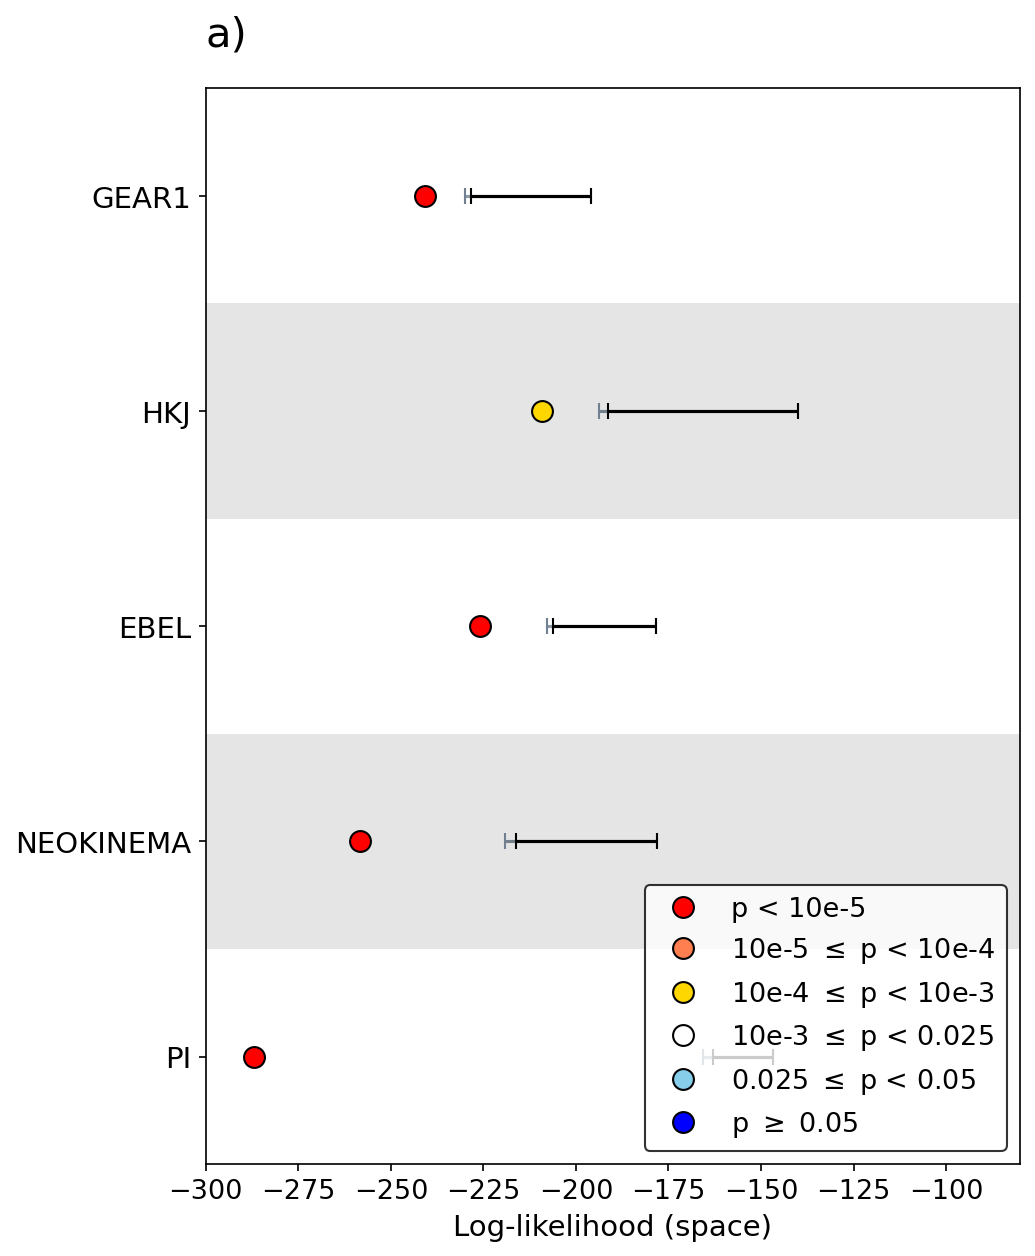 a)
GEAR1
HKJ
EBEL
NEOKINEMA
PI
p < 10e-5
10e-5 ≤ p < 10e-4
10e-4 ≤ p < 10e-3
10e-3 ≤ p < 0.025
0.025 ≤ p < 0.05
p ≥ 0.05
−300 −275 −250 −225 −200 −175 −150 −125 −100
Log-likelihood (space)